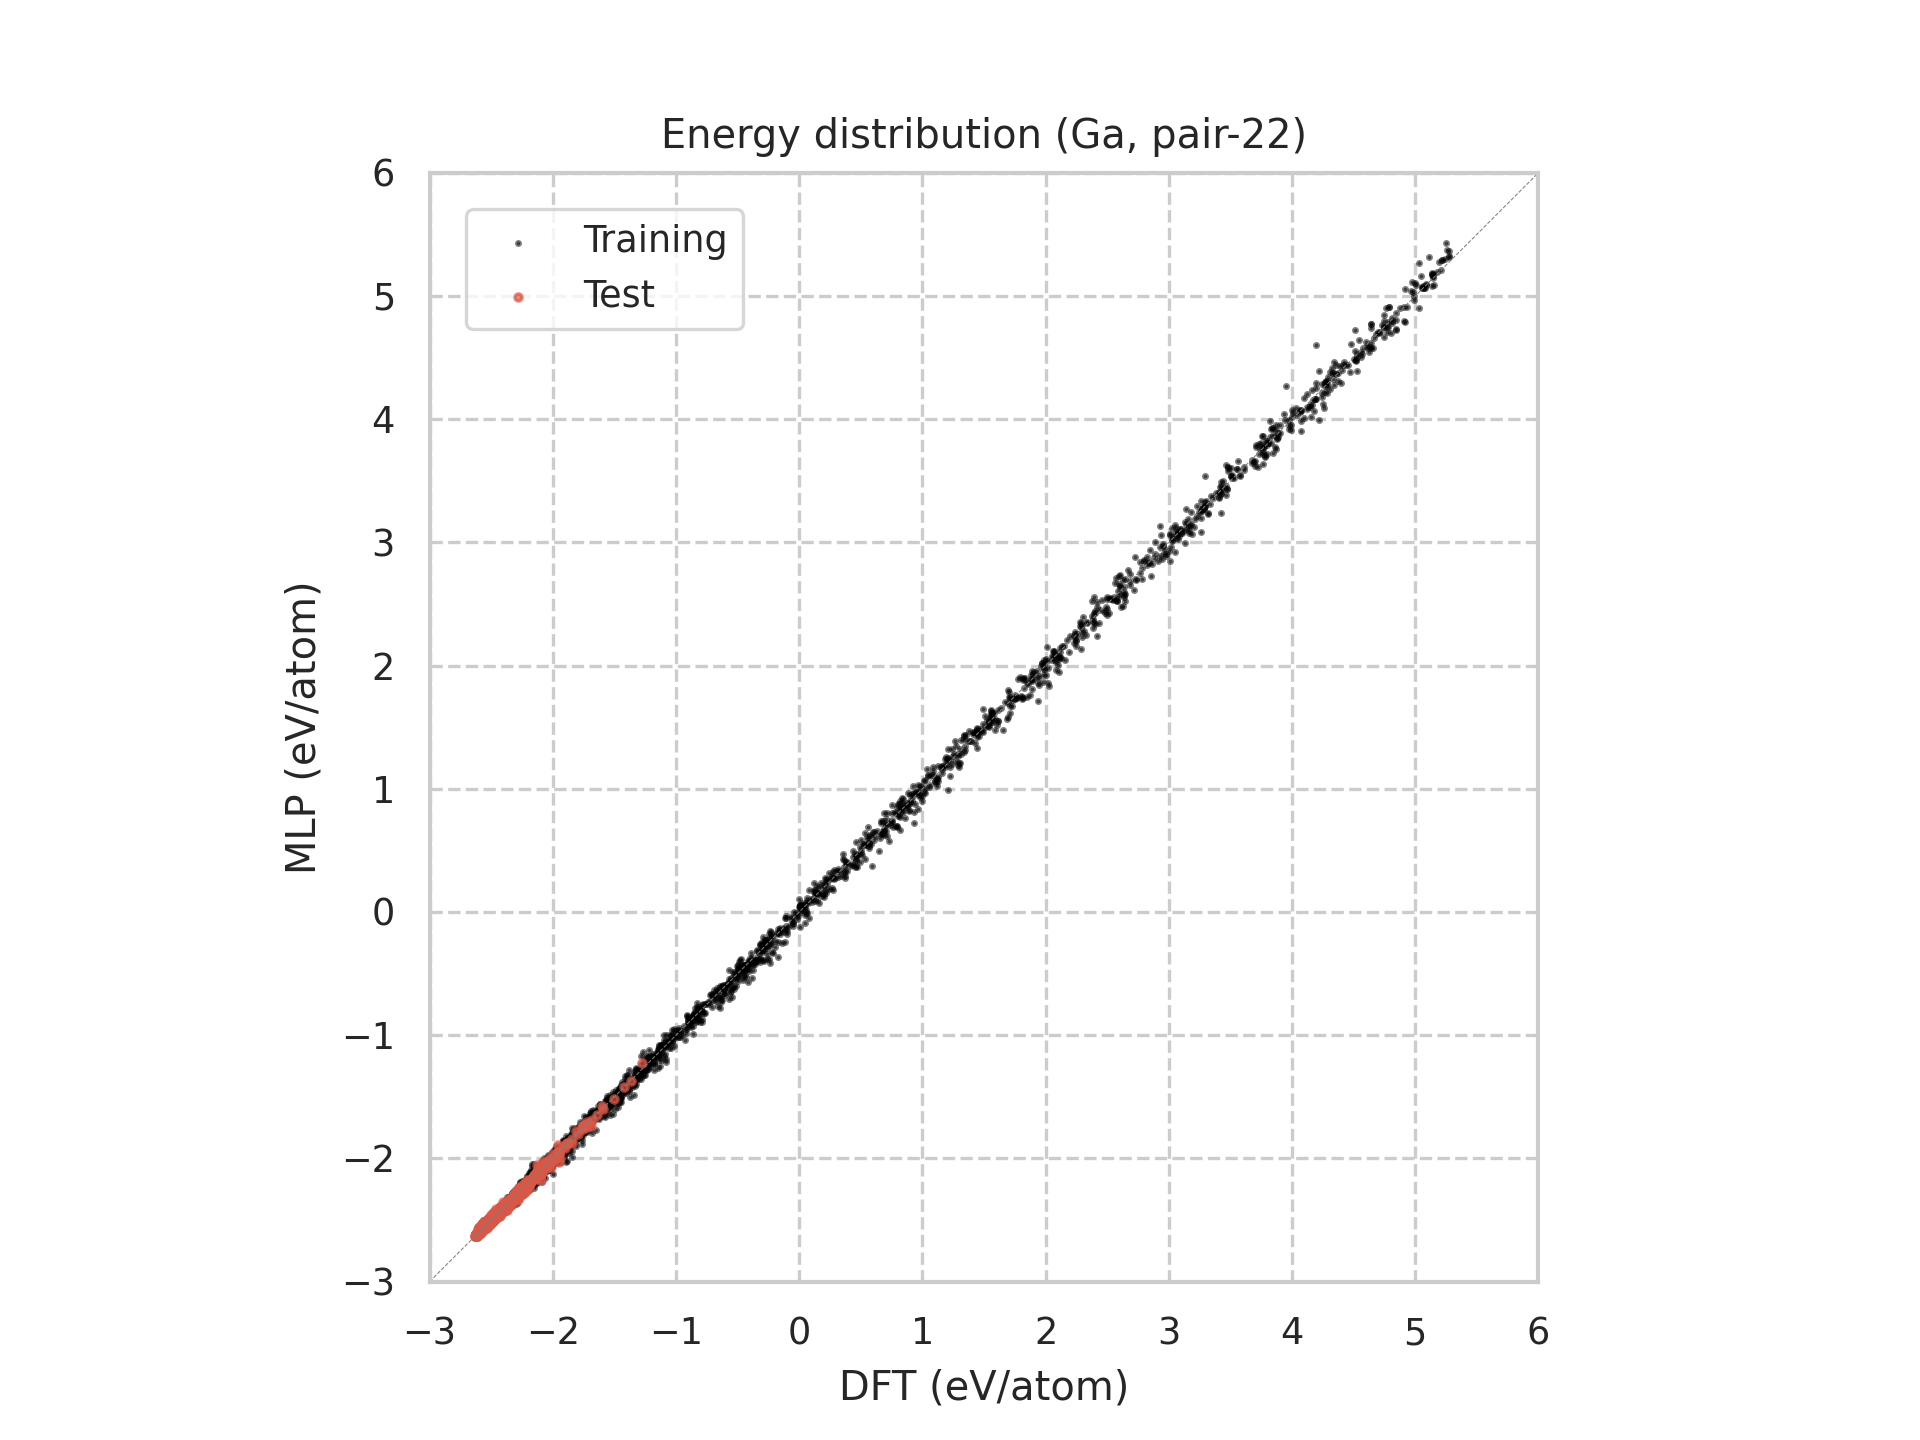 Energy distribution (Ga, pair-22)
Training
Test
6
5
4
3
2
1
0
−1
−2
−3
MLP (eV/atom)
−3 −2 −1 0 1 2 3 4 5 6
DFT (eV/atom)